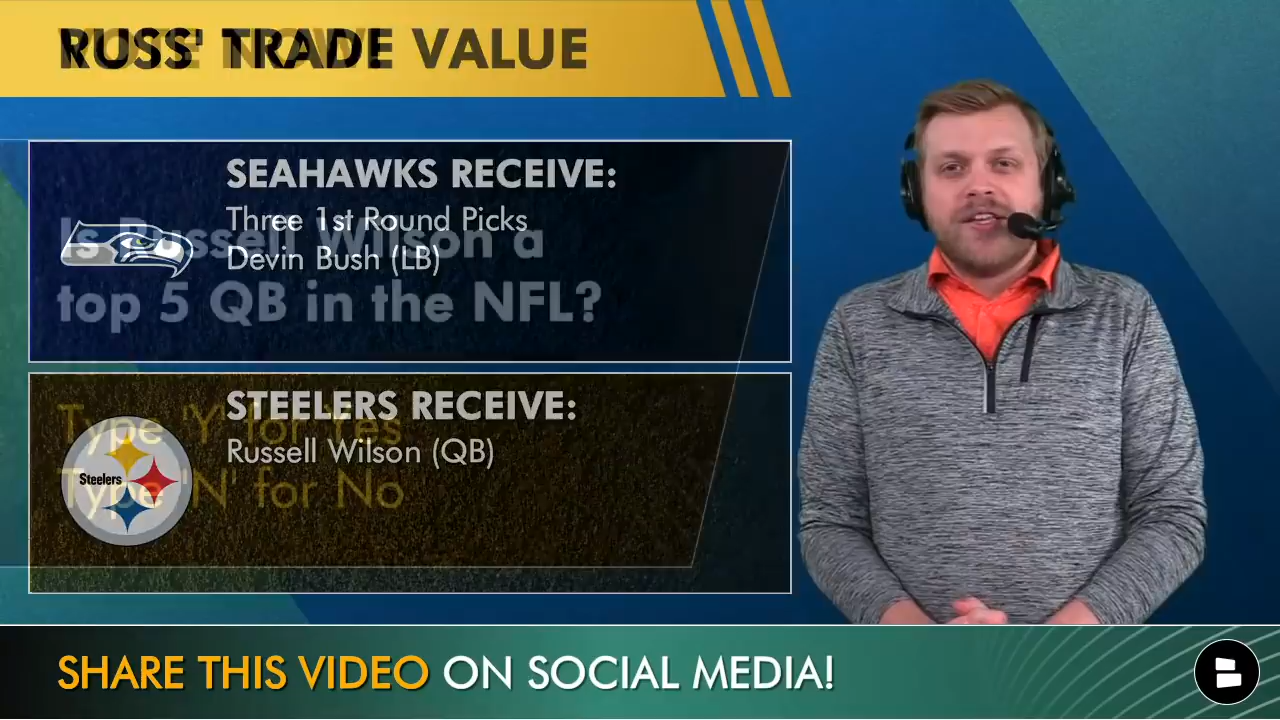 RUSS' TRADE VALUE
SEAHAWKS RECEIVE:
Three 1st Round Picks
Devin Bush (LB)
Is Russell Wilson a
top 5 QB in the NFL?
STEELERS RECEIVE:
Russell Wilson (QB)
Type 'Y' for Yes
Type 'N' for No
Steelers
SHARE THIS VIDEO ON SOCIAL MEDIA!